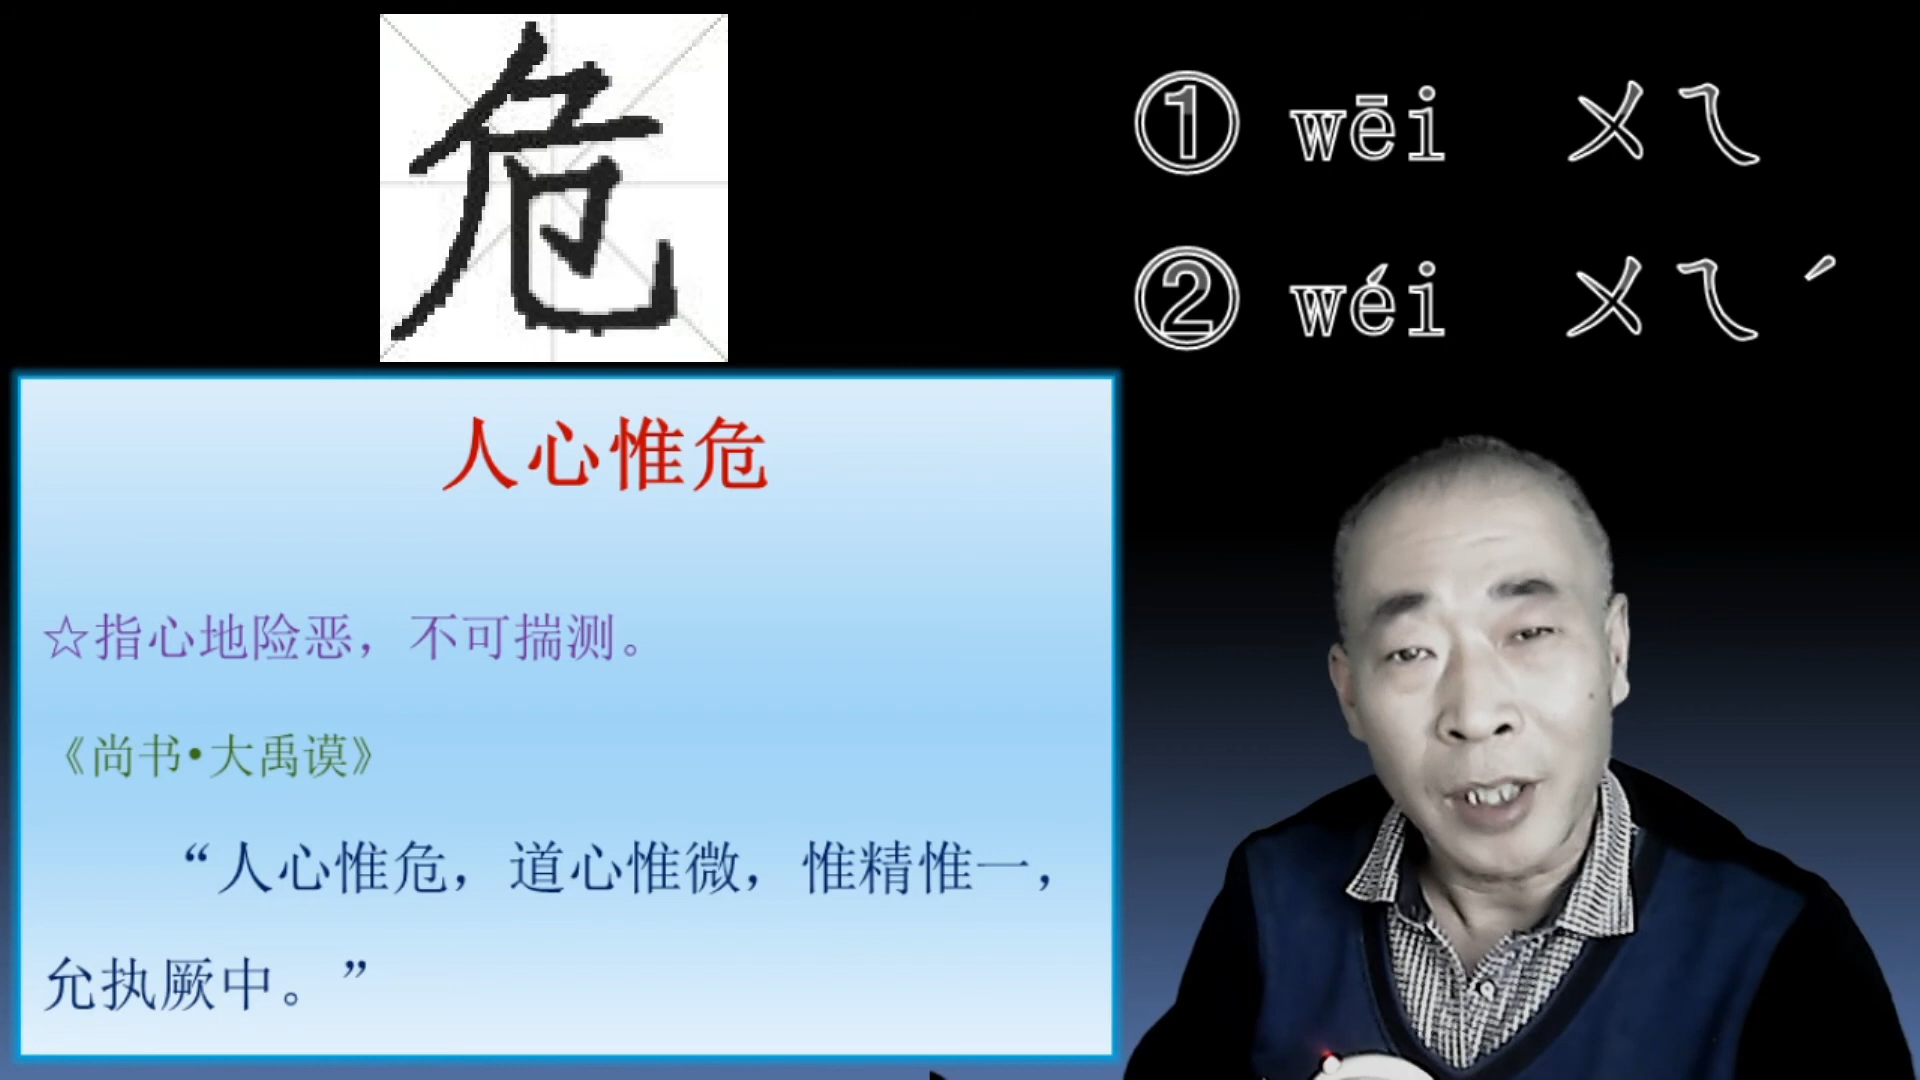 危
① wēi ㄨㄟ
② wéi ㄨㄟˊ
人心惟危
☆指心地险恶，不可揣测。
《尚书•大禹谟》
“人心惟危，道心惟微，惟精惟一，
允执厥中。”